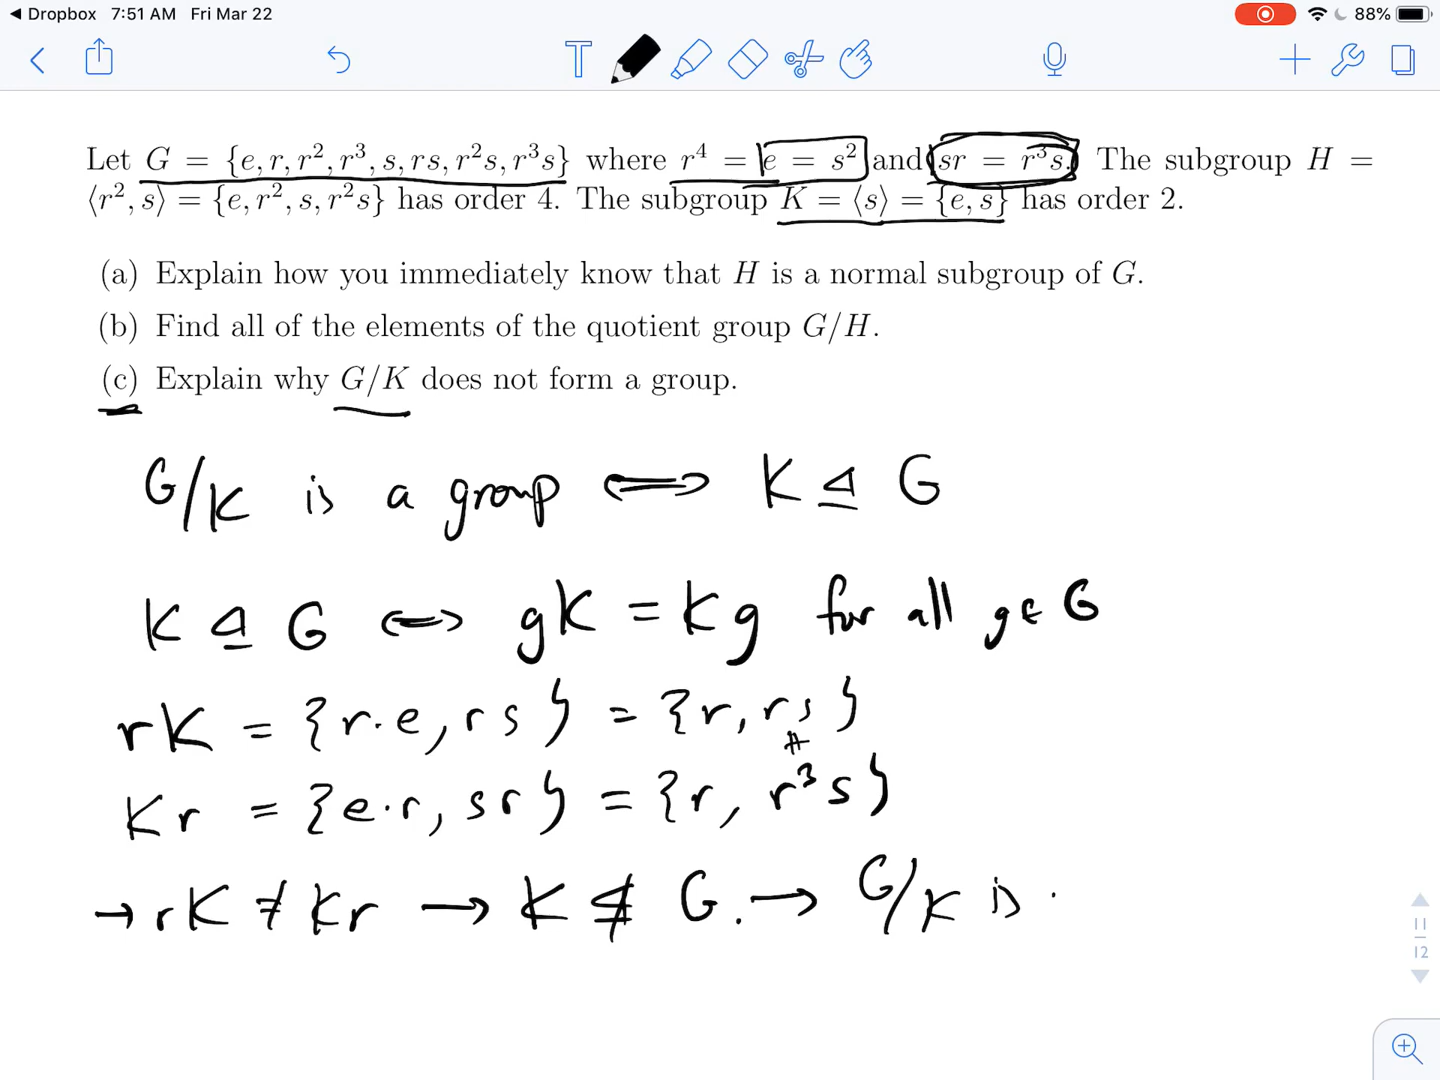 Dropbox 7:51 AM Fri Mar 22 88%
T
Let G = {e, r, r², r³, s, rs, r²s, r³s} where r⁴ = e = s² and sr = r³s. The subgroup H =
⟨r², s⟩ = {e, r², s, r²s} has order 4. The subgroup K = ⟨s⟩ = {e, s} has order 2.
(a) Explain how you immediately know that H is a normal subgroup of G.
(b) Find all of the elements of the quotient group G/H.
(c) Explain why G/K does not form a group.
G/K is a group ⟺ K ⊴ G
K ⊴ G ⟺ gK = Kg for all g ∈ G
rK = {r·e, rs} = {r, rs}
≠
Kr = {e·r, sr} = {r, r³s}
→ rK ≠ Kr → K ⋬ G. → G/K is
11
12